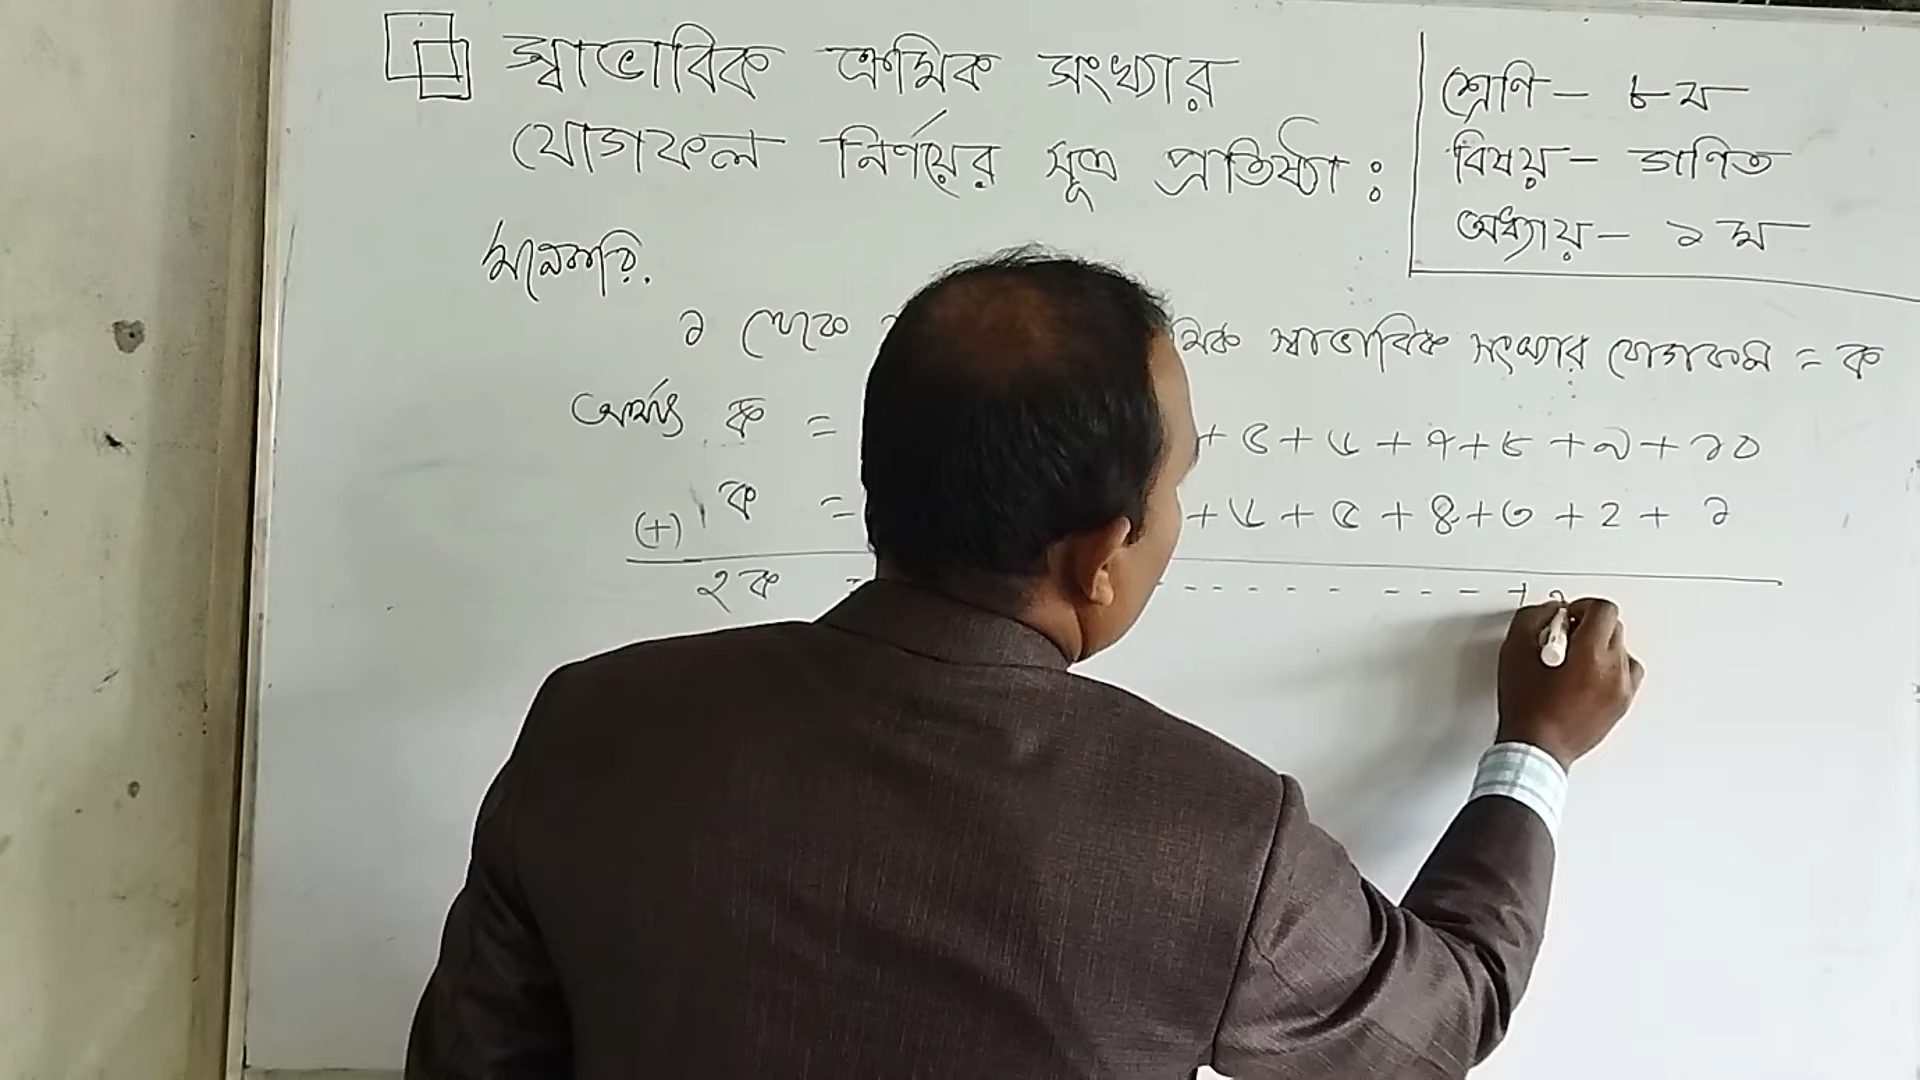 স্বাভাবিক ক্রমিক সংখ্যার
যোগফল নির্ণয়ের সূত্র প্রতিষ্ঠা :
শ্রেণি - ৮ম
বিষয় - গণিত
অধ্যায় - ১ম
মনেকরি.
১ থেকে মিক স্বাভাবিক সংখ্যার যোগফল = ক
অর্থাৎ ক = + ৫ + ৬ + ৭ + ৮ + ৯ + ১০
(+) ক = + ৬ + ৫ + ৪ + ৩ + 2 + ১
২ক - - - - - - - - +